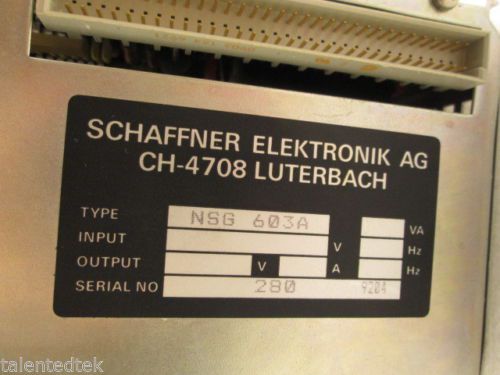 SCHAFFNER ELEKTRONIK AG
CH-4708 LUTERBACH
TYPE NSG 603A VA
INPUT V Hz
OUTPUT V A Hz
SERIAL NO 280 9204
talentedtek